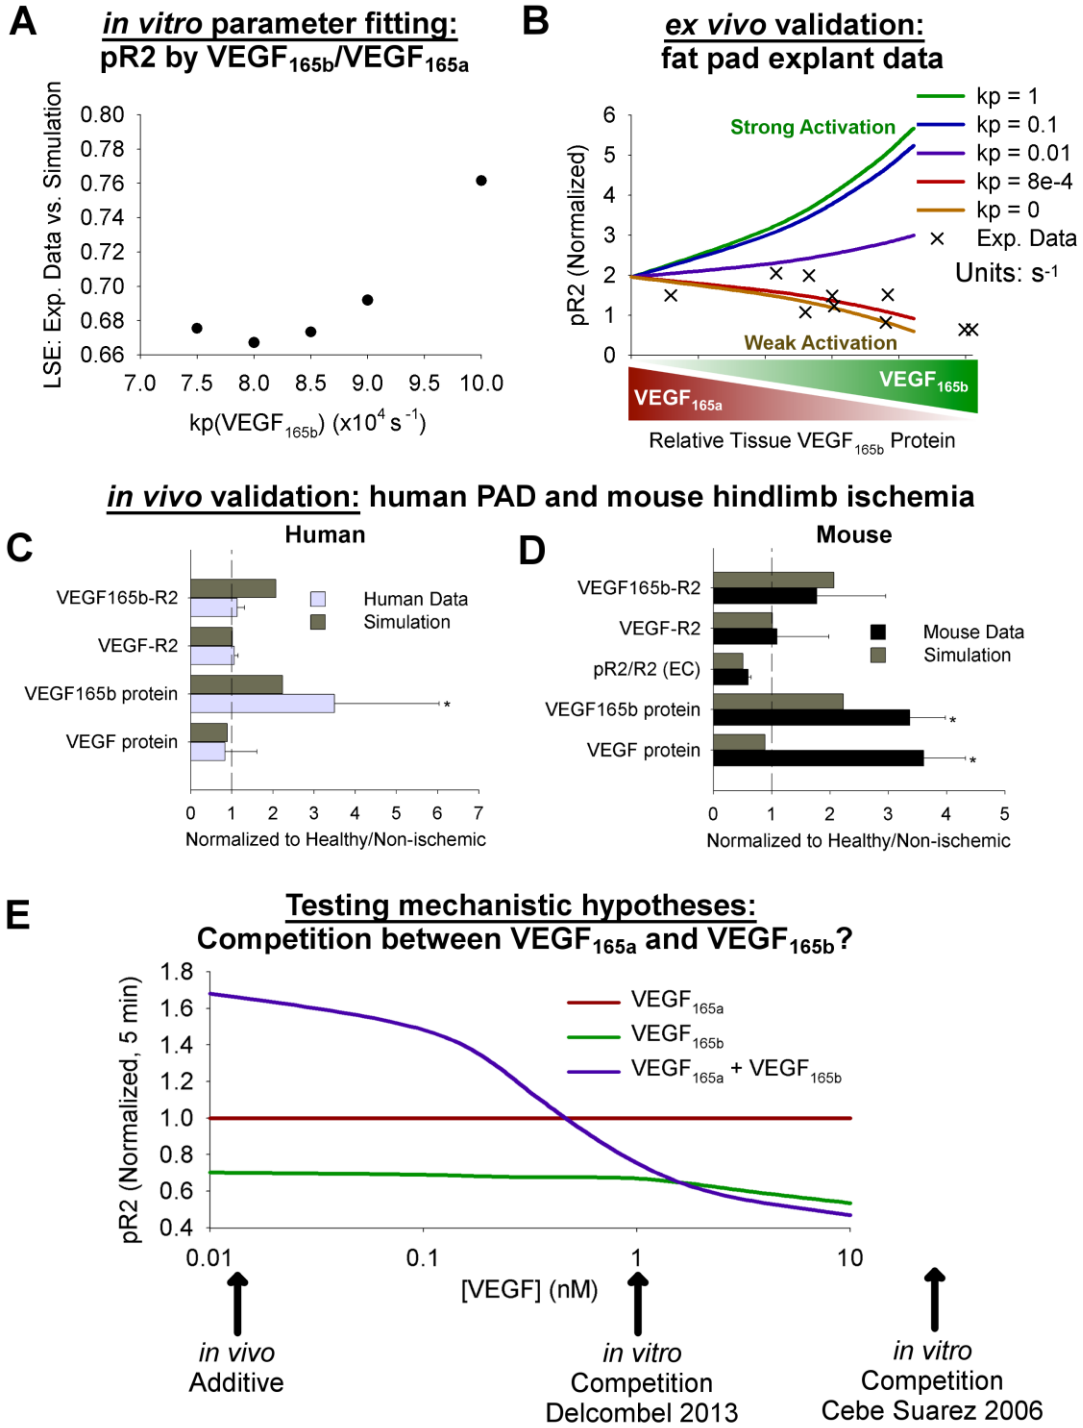 A
in vitro parameter fitting:
pR2 by VEGF165b/VEGF165a
LSE: Exp. Data vs. Simulation
0.80
0.78
0.76
0.74
0.72
0.70
0.68
0.66
7.0 7.5 8.0 8.5 9.0 9.5 10.0
kp(VEGF165b) (x10^4 s^-1)
B
ex vivo validation:
fat pad explant data
pR2 (Normalized)
6
5
4
3
2
1
0
Strong Activation
Weak Activation
kp = 1
kp = 0.1
kp = 0.01
kp = 8e-4
kp = 0
Exp. Data
Units: s^-1
VEGF165a
VEGF165b
Relative Tissue VEGF165b Protein
in vivo validation: human PAD and mouse hindlimb ischemia
C
Human
VEGF165b-R2
VEGF-R2
VEGF165b protein
VEGF protein
Human Data
Simulation
*
0 1 2 3 4 5 6 7
Normalized to Healthy/Non-ischemic
D
Mouse
VEGF165b-R2
VEGF-R2
pR2/R2 (EC)
VEGF165b protein
VEGF protein
Mouse Data
Simulation
*
*
0 1 2 3 4 5
Normalized to Healthy/Non-ischemic
E
Testing mechanistic hypotheses:
Competition between VEGF165a and VEGF165b?
pR2 (Normalized, 5 min)
1.8
1.6
1.4
1.2
1.0
0.8
0.6
0.4
VEGF165a
VEGF165b
VEGF165a + VEGF165b
0.01 0.1 1 10
[VEGF] (nM)
in vivo
Additive
in vitro
Competition
Delcombel 2013
in vitro
Competition
Cebe Suarez 2006